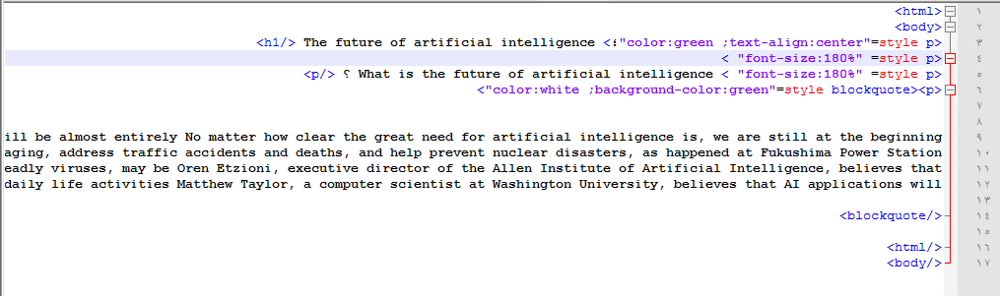 ١ <html>
٢ <body>
٣ <p style="color:green ;text-align:center"؛> The future of artificial intelligence </h1>
٤ <p style= "font-size:180%" >
٥ <p style= "font-size:180%" > What is the future of artificial intelligence ؟ </p>
٦ <p><blockquote style="color:white ;background-color:green">
٧
٨
٩ ill be almost entirely No matter how clear the great need for artificial intelligence is, we are still at the beginning
١٠ aging, address traffic accidents and deaths, and help prevent nuclear disasters, as happened at Fukushima Power Station
١١ eadly viruses, may be Oren Etzioni, executive director of the Allen Institute of Artificial Intelligence, believes that
١٢ daily life activities Matthew Taylor, a computer scientist at Washington University, believes that AI applications will
١٣
١٤ </blockquote>
١٥
١٦ </html>
١٧ </body>